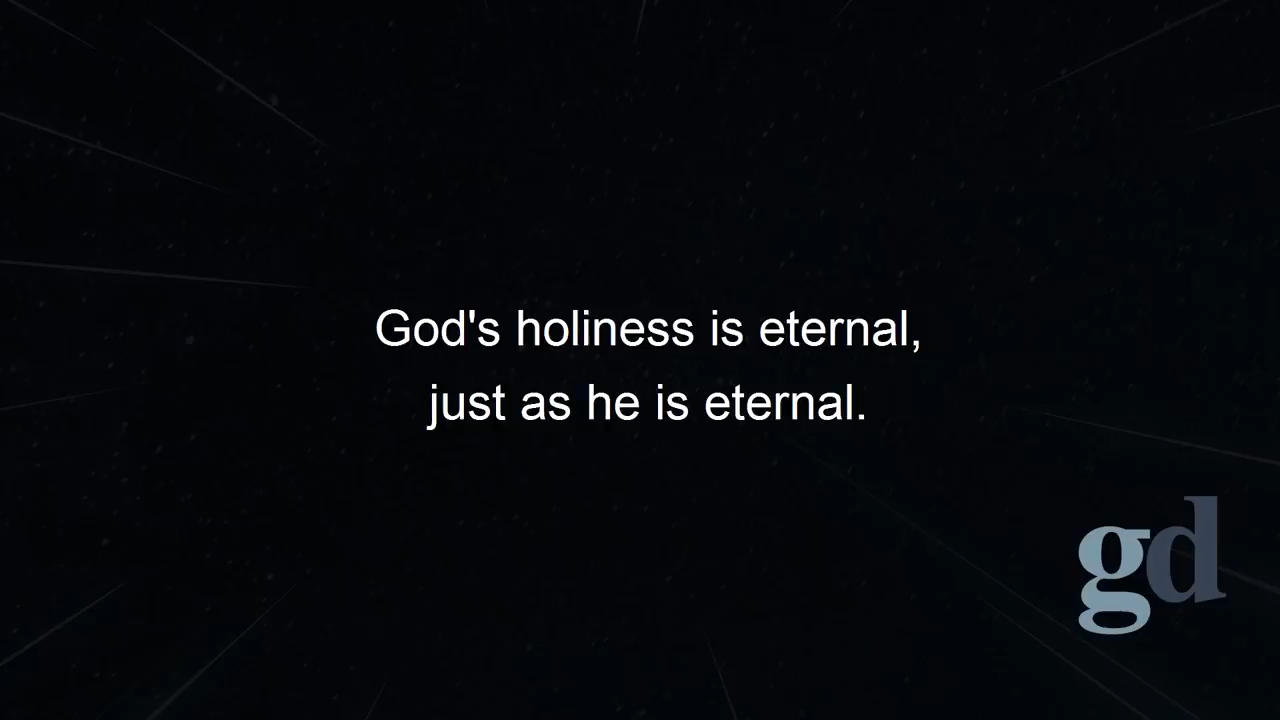 God's holiness is eternal,
just as he is eternal.
gd